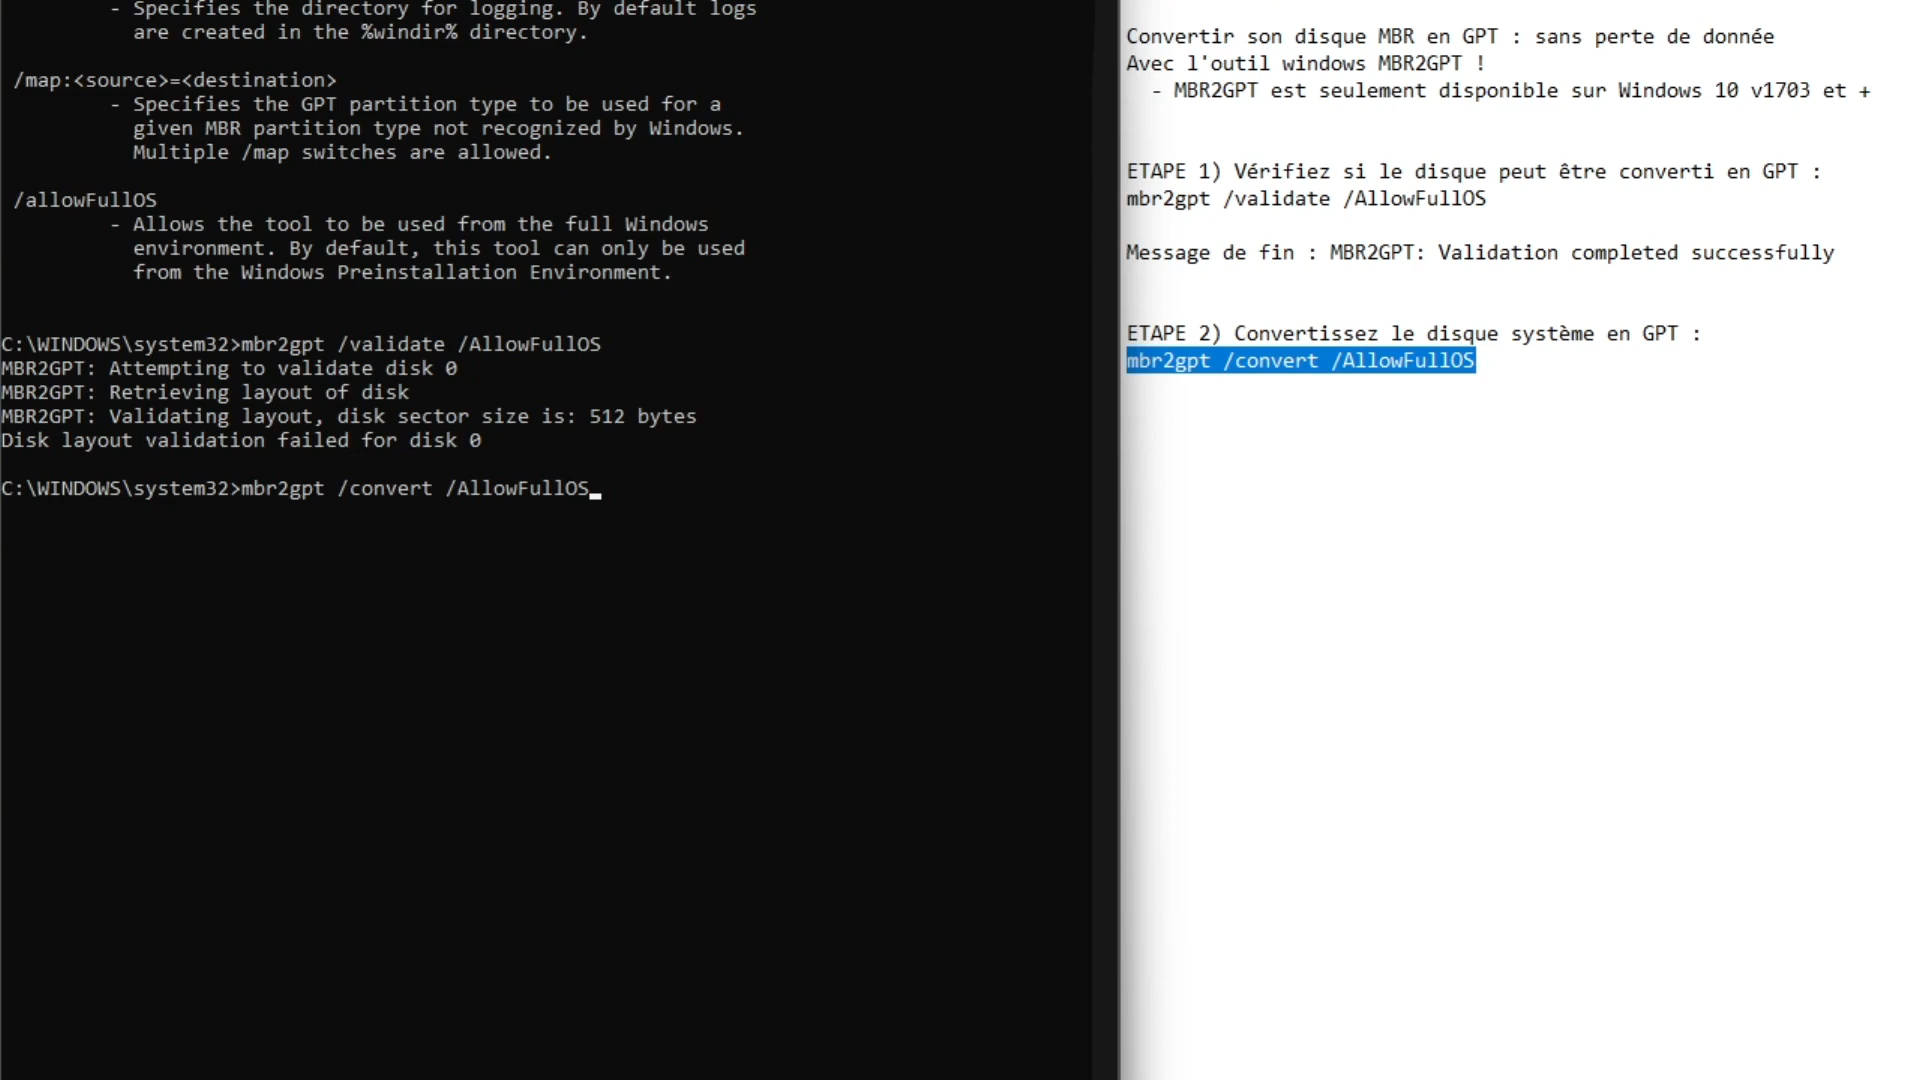 - Specifies the directory for logging. By default logs
are created in the %windir% directory.
/map:<source>=<destination>
- Specifies the GPT partition type to be used for a
given MBR partition type not recognized by Windows.
Multiple /map switches are allowed.
/allowFullOS
- Allows the tool to be used from the full Windows
environment. By default, this tool can only be used
from the Windows Preinstallation Environment.
C:\WINDOWS\system32>mbr2gpt /validate /AllowFullOS
MBR2GPT: Attempting to validate disk 0
MBR2GPT: Retrieving layout of disk
MBR2GPT: Validating layout, disk sector size is: 512 bytes
Disk layout validation failed for disk 0
C:\WINDOWS\system32>mbr2gpt /convert /AllowFullOS
Convertir son disque MBR en GPT : sans perte de donnée
Avec l'outil windows MBR2GPT !
- MBR2GPT est seulement disponible sur Windows 10 v1703 et +
ETAPE 1) Vérifiez si le disque peut être converti en GPT :
mbr2gpt /validate /AllowFullOS
Message de fin : MBR2GPT: Validation completed successfully
ETAPE 2) Convertissez le disque système en GPT :
mbr2gpt /convert /AllowFullOS